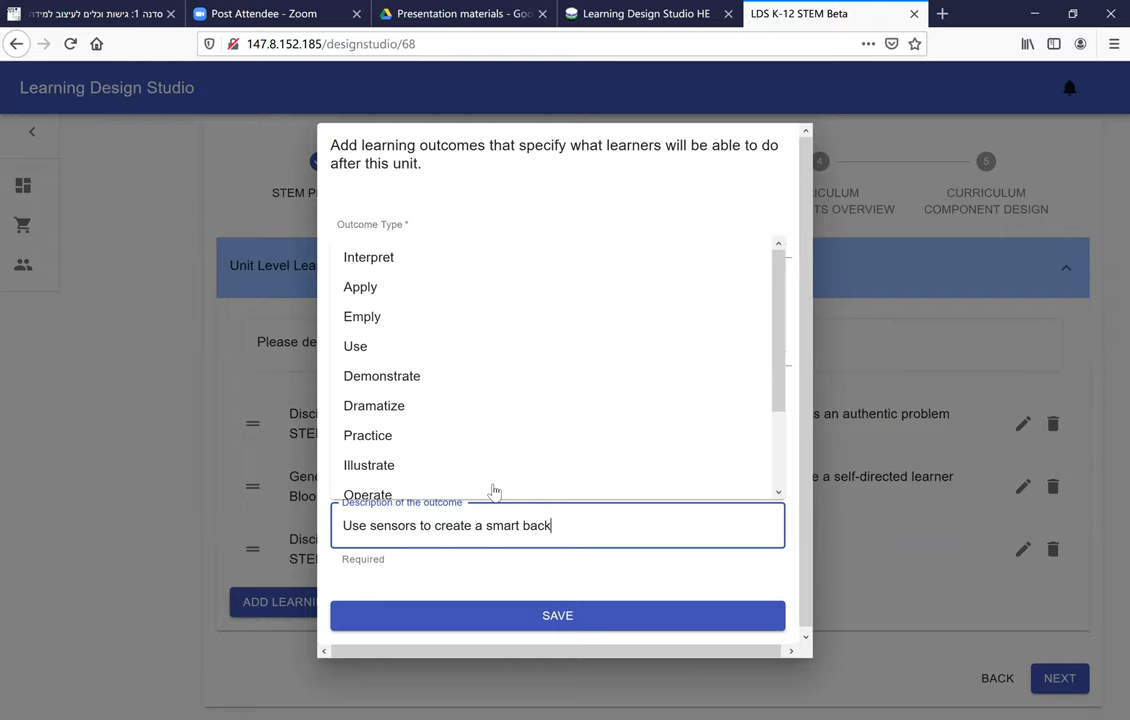 סדנה 1: גישות וכלים לעיצוב למידה
Post Attendee - Zoom
Presentation materials - Goo
Learning Design Studio HE
LDS K-12 STEM Beta
147.8.152.185/designstudio/68
Learning Design Studio
Add learning outcomes that specify what learners will be able to do
after this unit.
4
5
STEM P
RICULUM
TS OVERVIEW
CURRICULUM
COMPONENT DESIGN
Outcome Type *
Unit Level Lea
Interpret
Apply
Emply
Please de
Use
Demonstrate
Dramatize
Disci
s an authentic problem
STE
Practice
Illustrate
Gene
e a self-directed learner
Bloo
Operate
Description of the outcome
Use sensors to create a smart back
Disci
STE
Required
ADD LEARNI
SAVE
BACK
NEXT